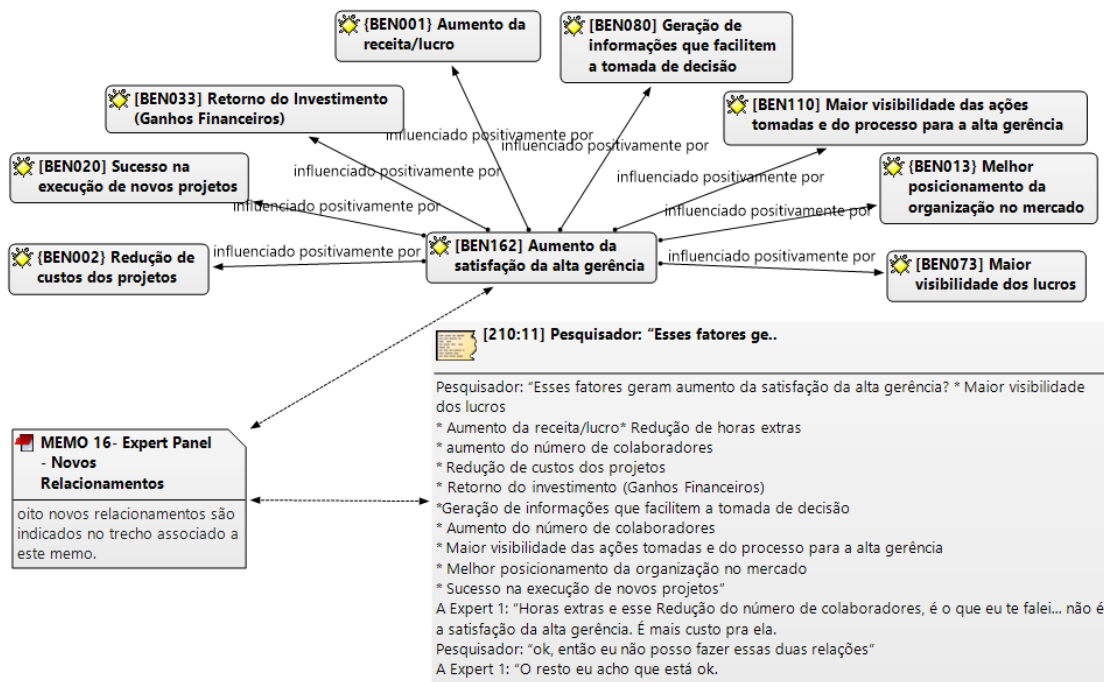 {BEN001} Aumento da
receita/lucro
[BEN080] Geração de
informações que facilitem
a tomada de decisão
[BEN033] Retorno do Investimento
(Ganhos Financeiros)
[BEN110] Maior visibilidade das ações
tomadas e do processo para a alta gerência
[BEN020] Sucesso na
execução de novos projetos
{BEN013} Melhor
posicionamento da
organização no mercado
{BEN002} Redução de
custos dos projetos
[BEN162] Aumento da
satisfação da alta gerência
[BEN073] Maior
visibilidade dos lucros
influenciado positivamente por
influenciado positivamente por
influenciado positivamente por
influenciado positivamente por
influenciado positivamente por
influenciado positivamente por
influenciado positivamente por
influenciado positivamente por
[210:11] Pesquisador: “Esses fatores ge..
Pesquisador: “Esses fatores geram aumento da satisfação da alta gerência? * Maior visibilidade
dos lucros
* Aumento da receita/lucro* Redução de horas extras
* aumento do número de colaboradores
* Redução de custos dos projetos
* Retorno do investimento (Ganhos Financeiros)
*Geração de informações que facilitem a tomada de decisão
* Aumento do número de colaboradores
* Maior visibilidade das ações tomadas e do processo para a alta gerência
* Melhor posicionamento da organização no mercado
* Sucesso na execução de novos projetos”
A Expert 1: “Horas extras e esse Redução do número de colaboradores, é o que eu te falei... não é
a satisfação da alta gerência. É mais custo pra ela.
Pesquisador: “ok, então eu não posso fazer essas duas relações”
A Expert 1: “O resto eu acho que está ok.
MEMO 16- Expert Panel
- Novos
Relacionamentos
oito novos relacionamentos são
indicados no trecho associado a
este memo.